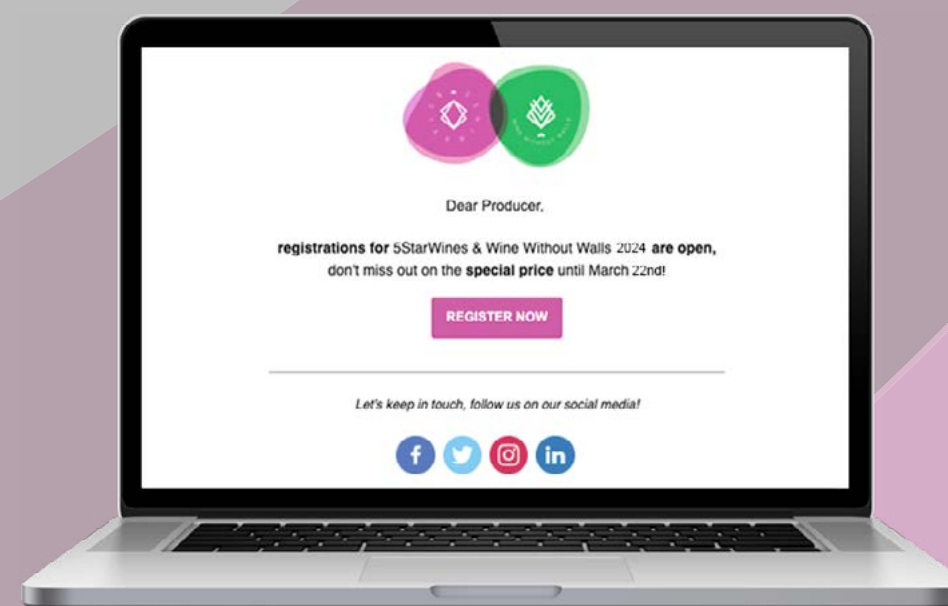 Dear Producer,
registrations for 5StarWines & Wine Without Walls 2024 are open,
don't miss out on the special price until March 22nd!
REGISTER NOW
Let's keep in touch, follow us on our social media!